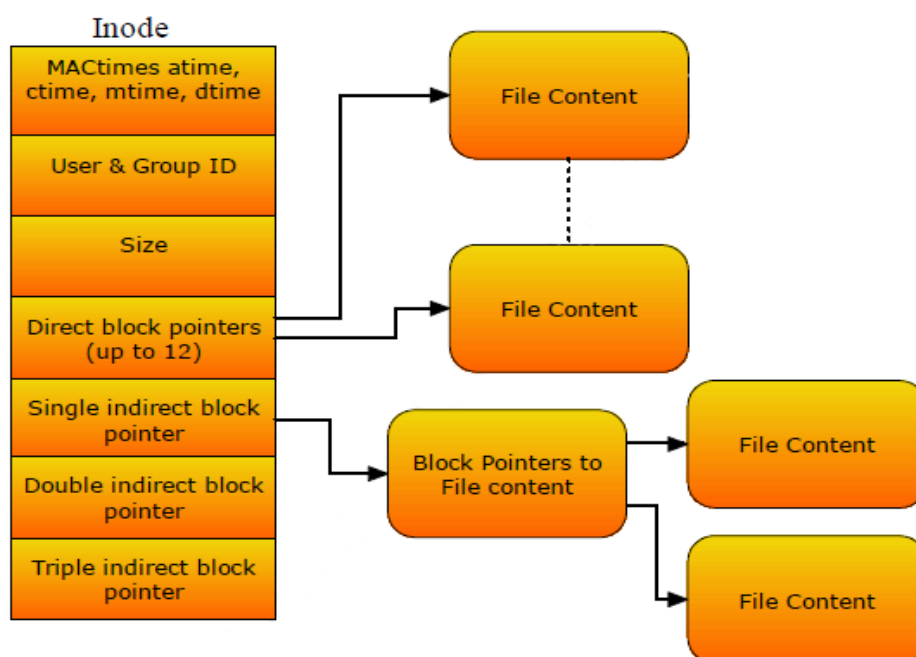 Inode
MACtimes atime,
ctime, mtime, dtime
User & Group ID
Size
Direct block pointers
(up to 12)
Single indirect block
pointer
Double indirect block
pointer
Triple indirect block
pointer
File Content
File Content
Block Pointers to
File content
File Content
File Content